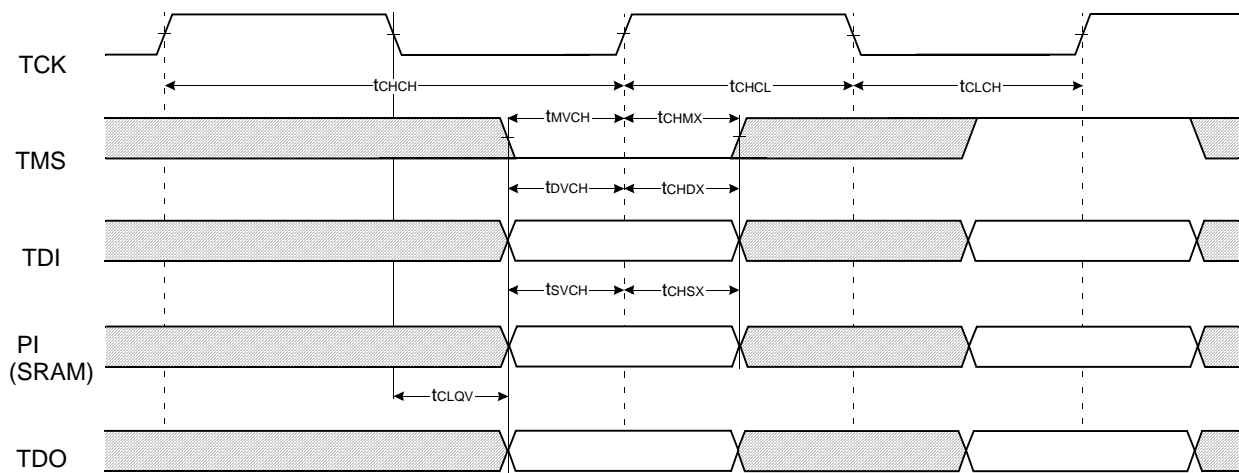 TCK
tCHCH
tCHCL
tCLCH
tMVCH
tCHMX
TMS
tDVCH
tCHDX
TDI
tSVCH
tCHSX
PI
(SRAM)
tCLQV
TDO